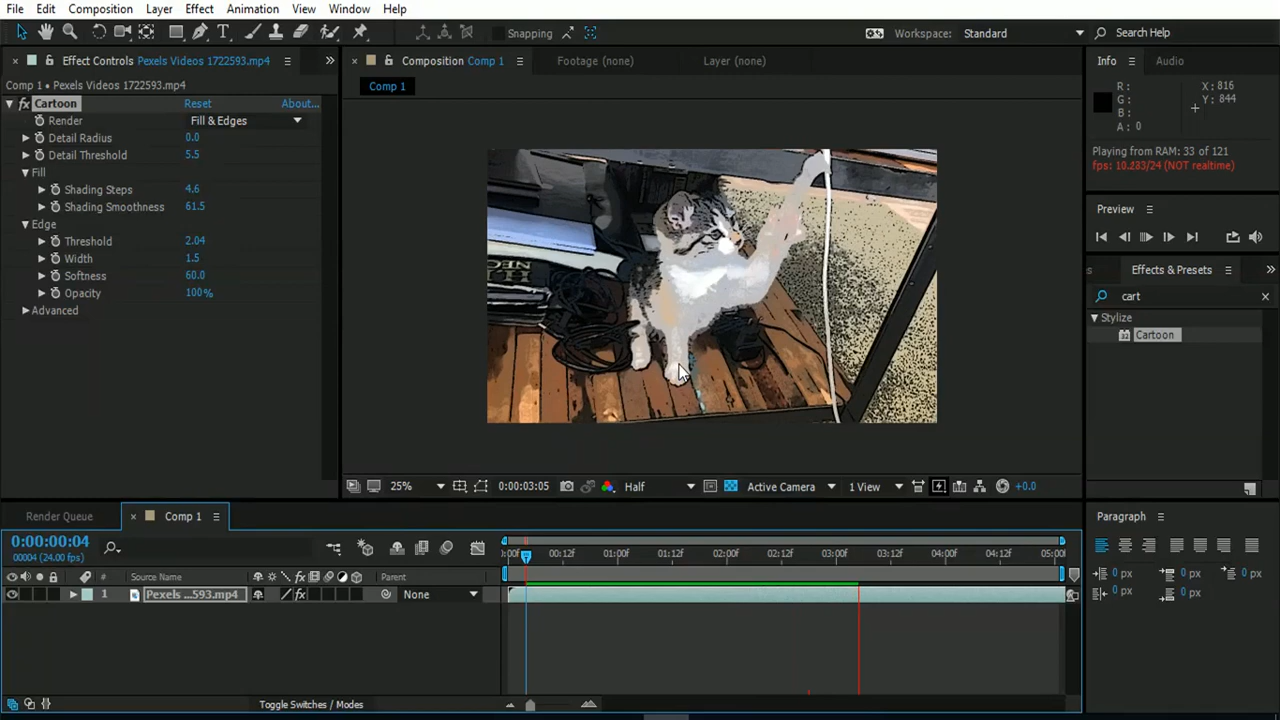 File Edit Composition Layer Effect Animation View Window Help
Snapping Workspace: Standard Search Help
Effect Controls Pexels Videos 1722593.mp4 Composition Comp 1 Footage (none) Layer (none) Info Audio
Comp 1 • Pexels Videos 1722593.mp4 Comp 1
fx Cartoon Reset About...
Render Fill & Edges
Detail Radius 0.0
Detail Threshold 5.5
Fill
Shading Steps 4.6
Shading Smoothness 61.5
Edge
Threshold 2.04
Width 1.5
Softness 60.0
Opacity 100%
Advanced
R: X: 816
G: Y: 844
B:
A: 0
Playing from RAM: 33 of 121
fps: 10.283/24 (NOT realtime)
Preview
s Effects & Presets
cart
Stylize
Cartoon
25% 0:00:03:05 Half Active Camera 1 View +0.0
Render Queue Comp 1
0:00:00:04
00004 (24.00 fps)
:00f 00:12f 01:00f 01:12f 02:00f 02:12f 03:00f 03:12f 04:00f 04:12f 05:00f
# Source Name Parent
1 Pexels ...593.mp4 fx None
Toggle Switches / Modes
Paragraph
0 px 0 px 0 px
0 px 0 px